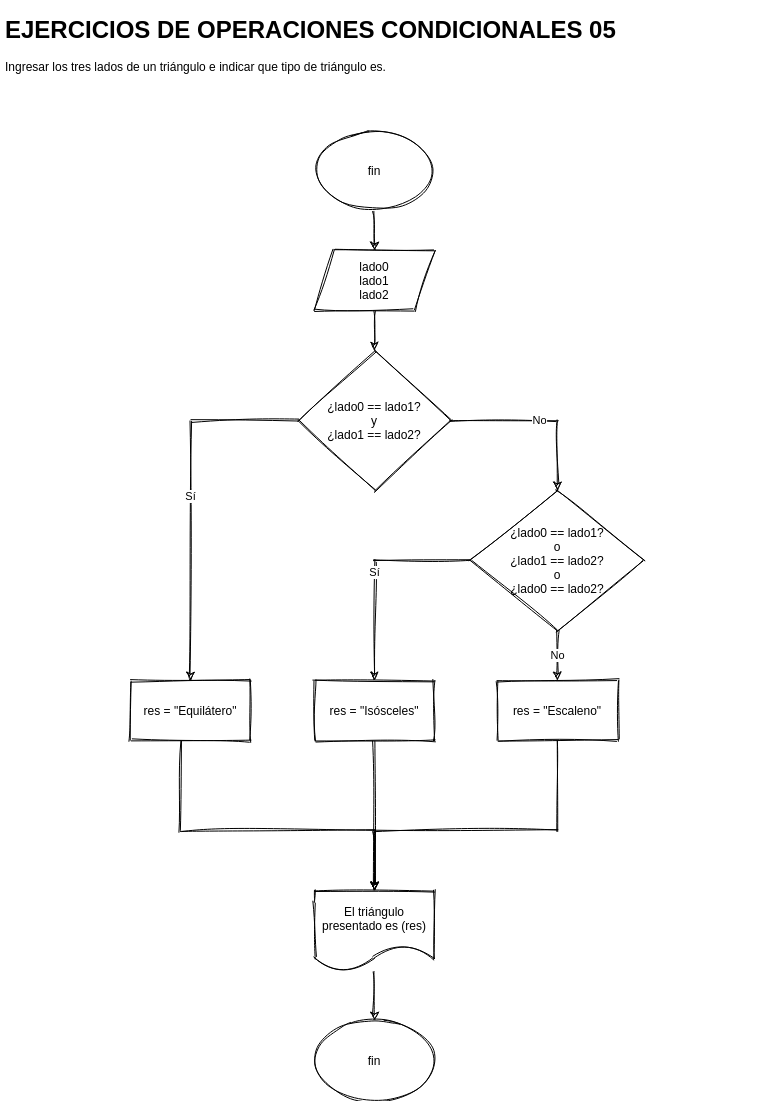 EJERCICIOS DE OPERACIONES CONDICIONALES 05
Ingresar los tres lados de un triángulo e indicar que tipo de triángulo es.
fin
lado0
lado1
lado2
¿lado0 == lado1?
y
¿lado1 == lado2?
No
Sí
¿lado0 == lado1?
o
¿lado1 == lado2?
o
¿lado0 == lado2?
Sí
No
res = "Equilátero"
res = "Isósceles"
res = "Escaleno"
El triángulo
presentado es (res)
fin